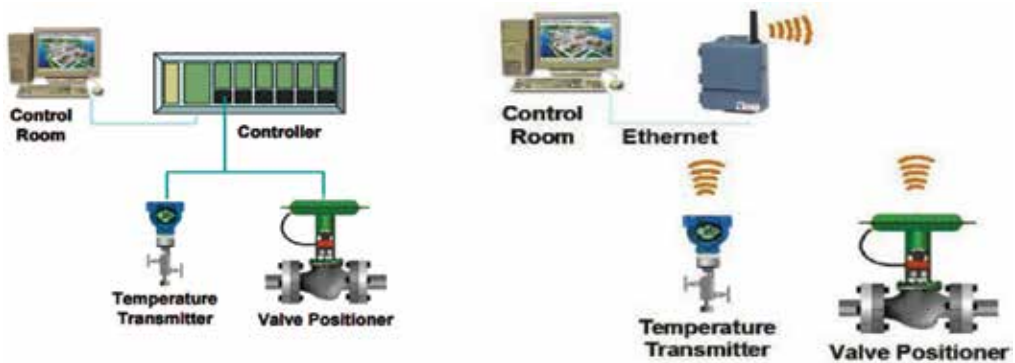 Control
Room
Controller
Temperature
Transmitter
Valve Positioner
Control
Room
Ethernet
Temperature
Transmitter
Valve Positioner